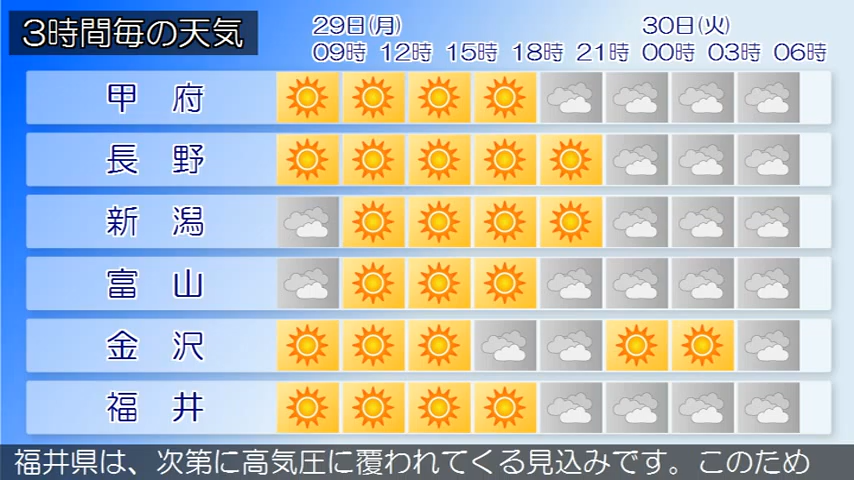 3時間毎の天気
29日(月) 30日(火)
09時 12時 15時 18時 21時 00時 03時 06時
甲 府
長 野
新 潟
富 山
金 沢
福 井
福井県は、次第に高気圧に覆われてくる見込みです。このため